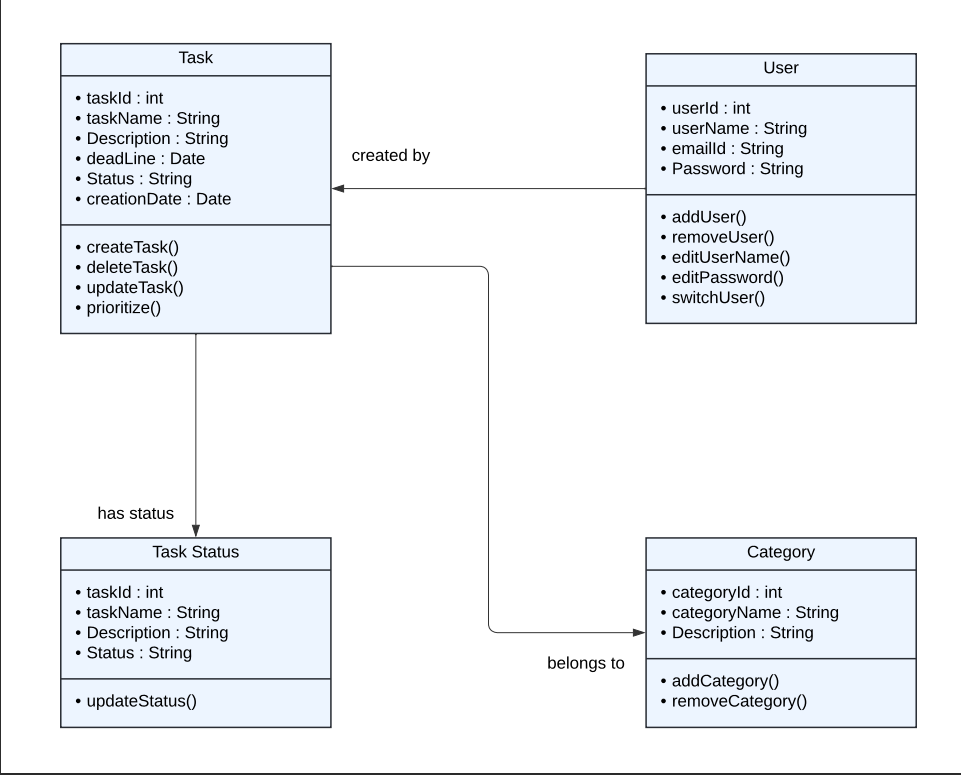 Task
• taskId : int
• taskName : String
• Description : String
• deadLine : Date
• Status : String
• creationDate : Date
• createTask()
• deleteTask()
• updateTask()
• prioritize()
created by
User
• userId : int
• userName : String
• emailId : String
• Password : String
• addUser()
• removeUser()
• editUserName()
• editPassword()
• switchUser()
has status
Task Status
• taskId : int
• taskName : String
• Description : String
• Status : String
• updateStatus()
belongs to
Category
• categoryId : int
• categoryName : String
• Description : String
• addCategory()
• removeCategory()